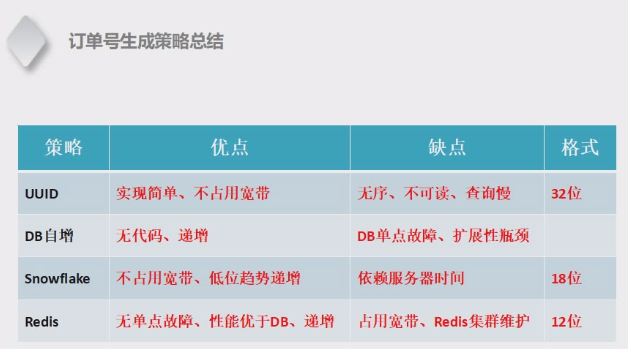 订单号生成策略总结
策略 优点 缺点 格式
UUID 实现简单、不占用宽带 无序、不可读、查询慢 32位
DB自增 无代码、递增 DB单点故障、扩展性瓶颈
Snowflake 不占用宽带、低位趋势递增 依赖服务器时间 18位
Redis 无单点故障、性能优于DB、递增 占用宽带、Redis集群维护 12位